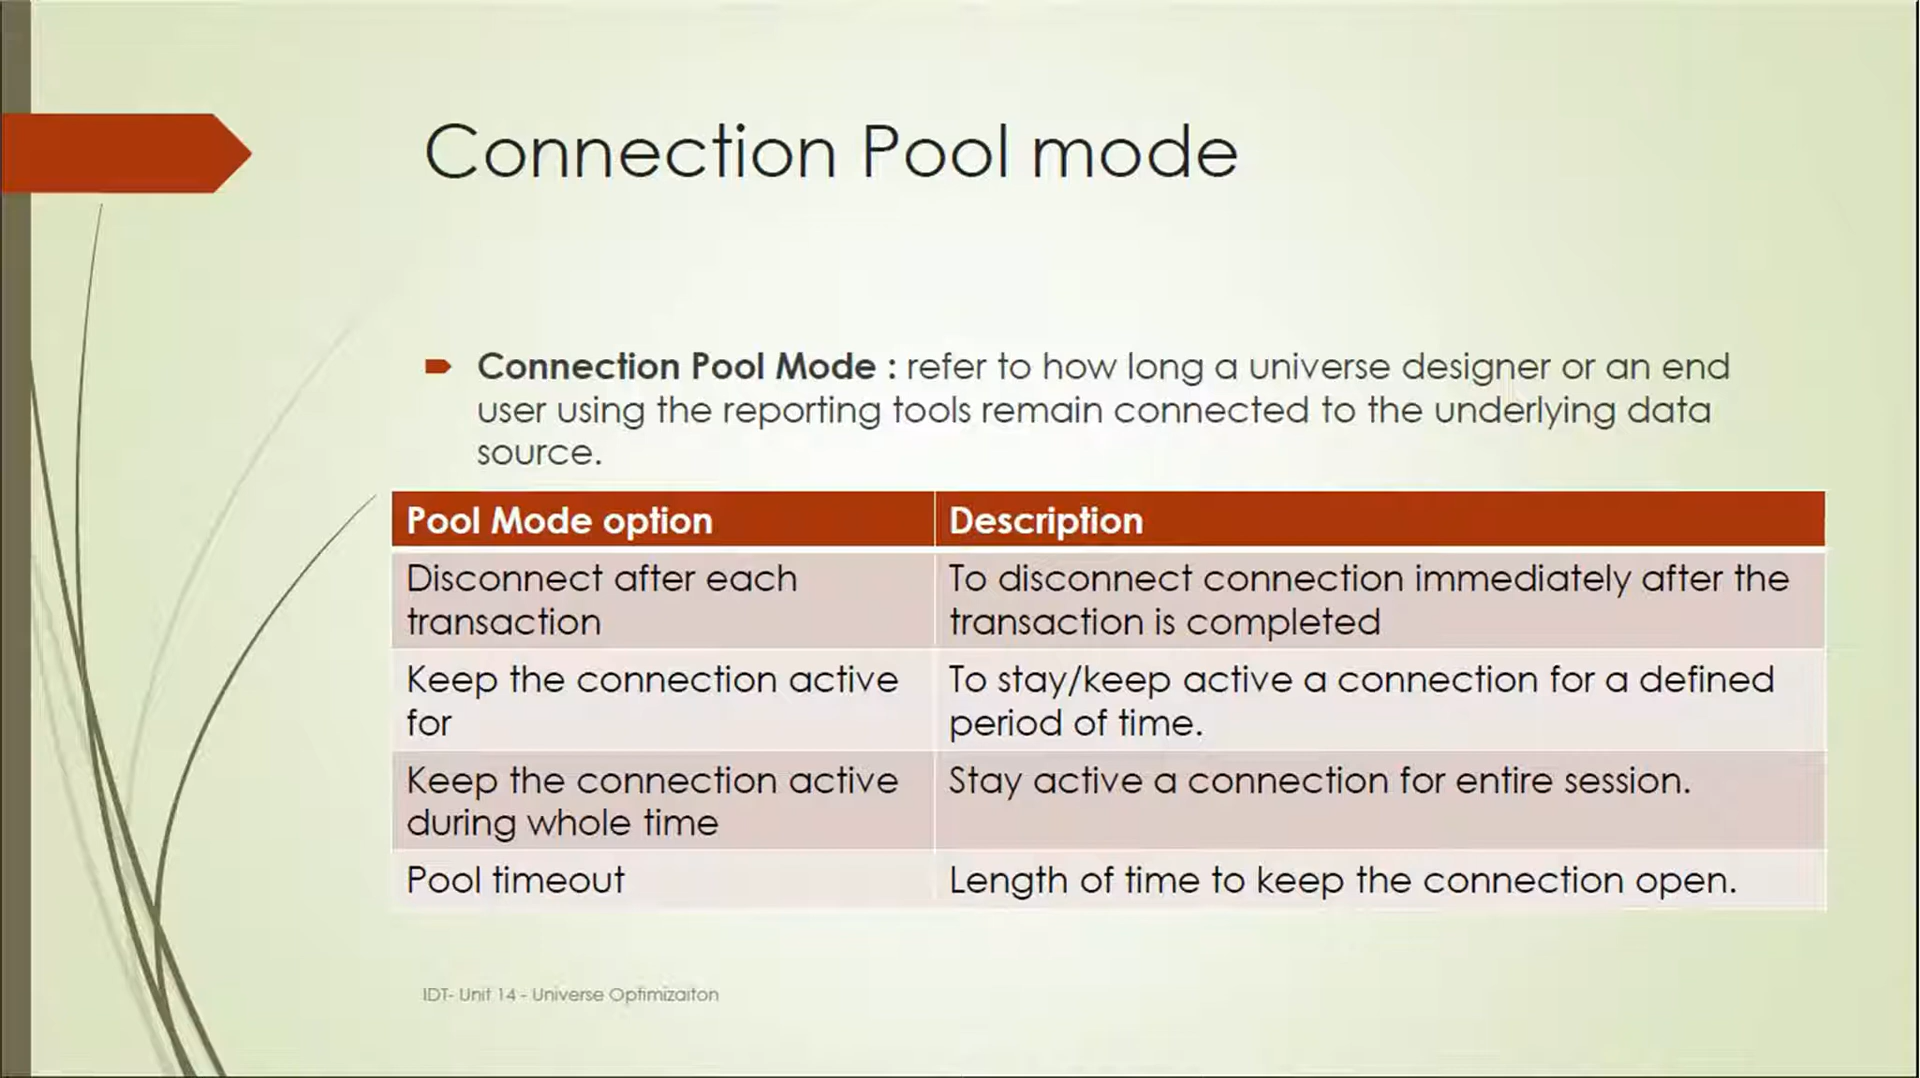 Connection Pool mode
Connection Pool Mode : refer to how long a universe designer or an end
user using the reporting tools remain connected to the underlying data
source.
Pool Mode option
Description
Disconnect after each
transaction
To disconnect connection immediately after the
transaction is completed
Keep the connection active
for
To stay/keep active a connection for a defined
period of time.
Keep the connection active
during whole time
Stay active a connection for entire session.
Pool timeout
Length of time to keep the connection open.
IDT- Unit 14 - Universe Optimizaiton